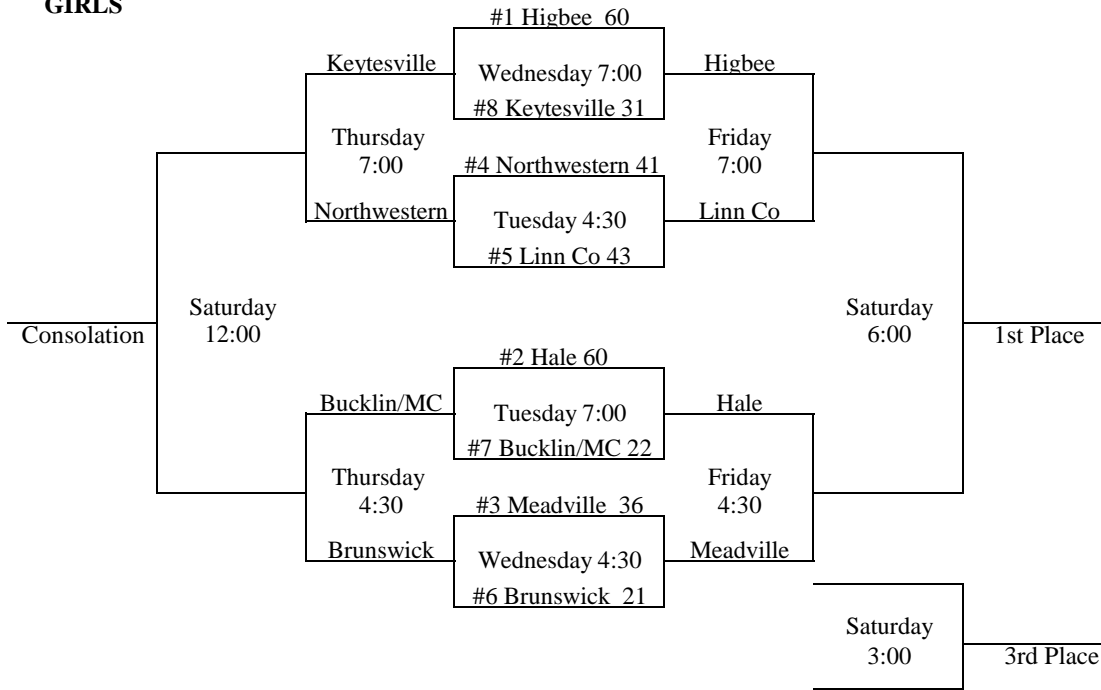 GIRLS
#1 Higbee 60
Keytesville
Wednesday 7:00
Higbee
#8 Keytesville 31
Thursday
7:00
Friday
7:00
#4 Northwestern 41
Northwestern
Tuesday 4:30
Linn Co
#5 Linn Co 43
Saturday
12:00
Saturday
6:00
Consolation
1st Place
#2 Hale 60
Bucklin/MC
Tuesday 7:00
Hale
#7 Bucklin/MC 22
Thursday
4:30
Friday
4:30
#3 Meadville 36
Brunswick
Wednesday 4:30
Meadville
#6 Brunswick 21
Saturday
3:00
3rd Place